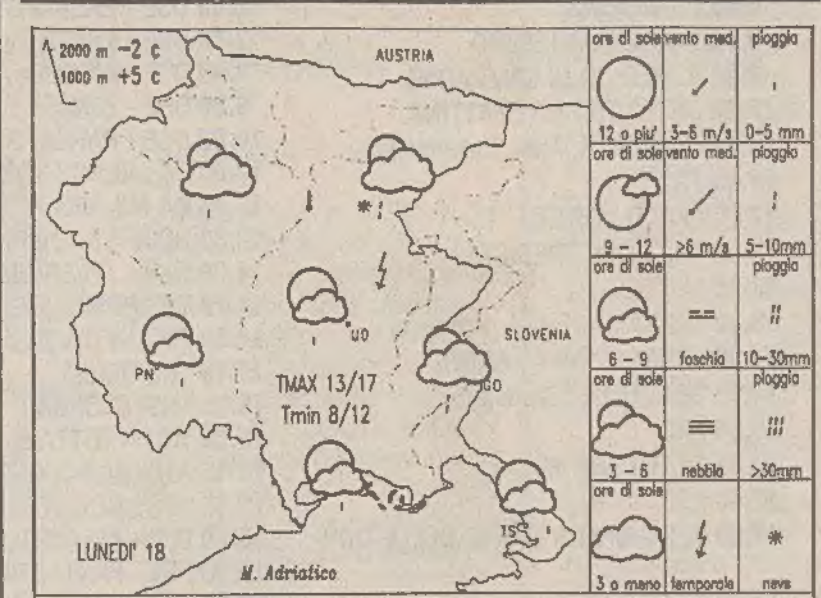 2000 m -2 c
1000 m +5 c
AUSTRIA
SLOVENIA
UD
PN
GO
TMAX 13/17
Tmin 8/12
TS
LUNEDI' 18
M. Adriatico
ore di sole vento med. pioggia
12 o piu' 3-6 m/s 0-5 mm
ore di sole vento med. pioggia
9 - 12 >6 m/s 5-10mm
ore di sole pioggia
6 - 9 foschia 10-30mm
ore di sole pioggia
3 - 6 nebbia >30mm
ore di sole
3 o meno temporale neve